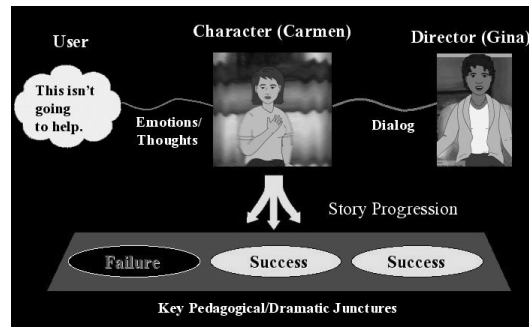 User
Character (Carmen)
Director (Gina)
This isn't
going
to help.
Emotions/
Thoughts
Dialog
Story Progression
Failure
Success
Success
Key Pedagogical/Dramatic Junctures